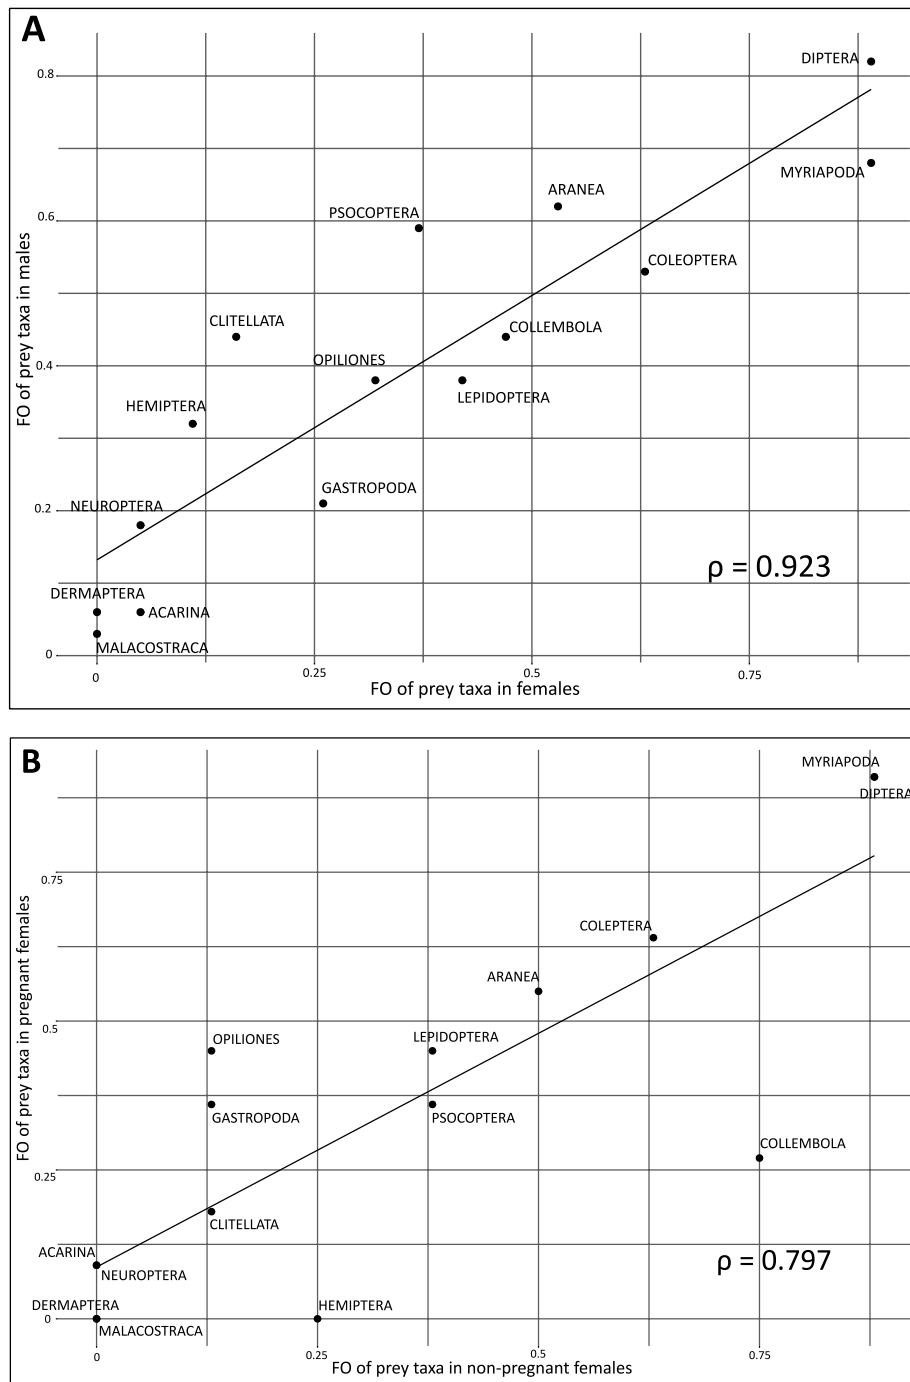 A
DIPTERA
0.8
MYRIAPODA
ARANEA
PSOCOPTERA
0.6
COLEOPTERA
CLITELLATA
COLLEMBOLA
OPILIONES
0.4
LEPIDOPTERA
HEMIPTERA
GASTROPODA
NEUROPTERA
0.2
ρ = 0.923
DERMAPTERA
ACARINA
MALACOSTRACA
0
0 0.25 0.5 0.75
FO of prey taxa in females
FO of prey taxa in males
B
MYRIAPODA
DIPTERA
0.75
COLEPTERA
ARANEA
OPILIONES
LEPIDOPTERA
0.5
GASTROPODA
PSOCOPTERA
COLLEMBOLA
0.25
CLITELLATA
ACARINA
NEUROPTERA
ρ = 0.797
DERMAPTERA
HEMIPTERA
0
MALACOSTRACA
0 0.25 0.5 0.75
FO of prey taxa in non-pregnant females
FO of prey taxa in pregnant females